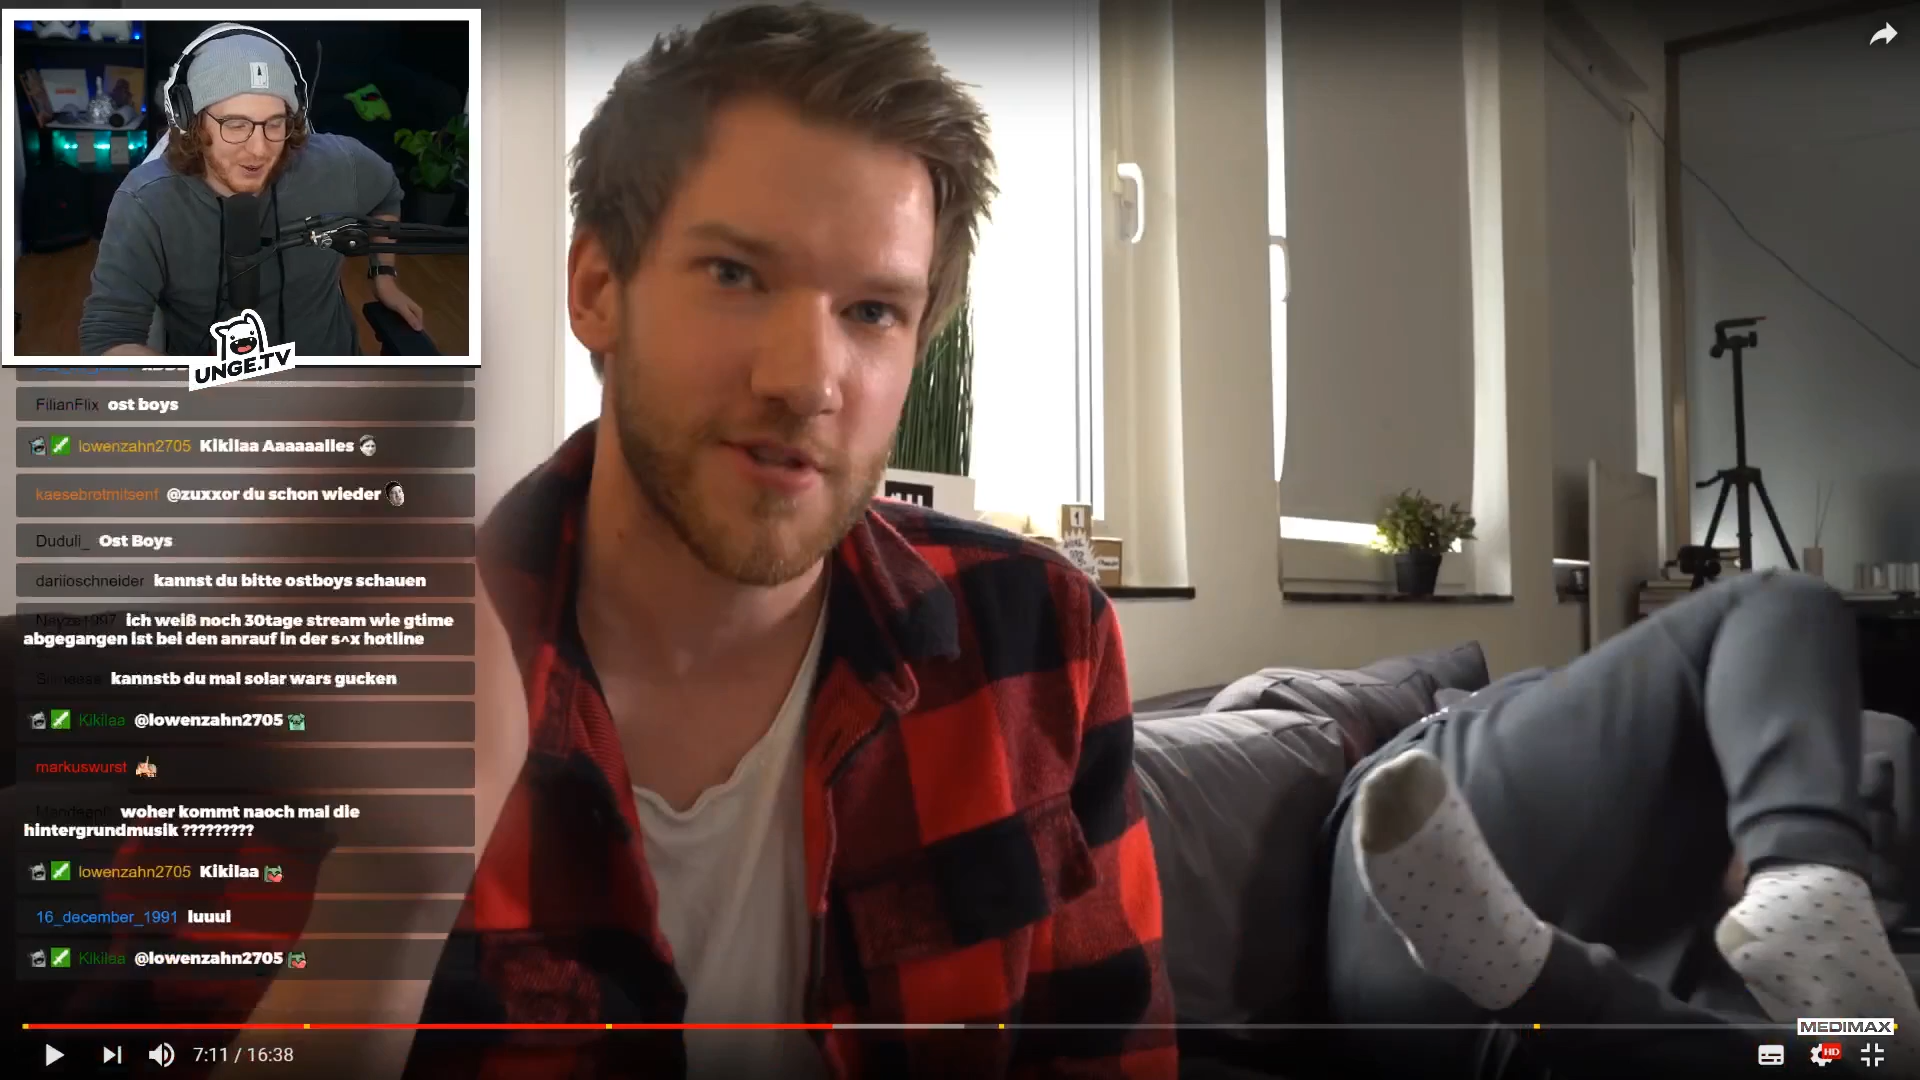 UNGE.TV
FilianFlix ost boys
lowenzahn2705 Kikilaa Aaaaaalles
kaesebrotmitsenf @zuxxor du schon wieder
Duduli_ Ost Boys
dariioschneider kannst du bitte ostboys schauen
Neyze1997 ich weiß noch 30tage stream wie gtime
abgegangen ist bei den anrauf in der s^x hotline
kannstb du mal solar wars gucken
Kikilaa @lowenzahn2705
markuswurst
woher kommt naoch mal die
hintergrundmusik ?????????
lowenzahn2705 Kikilaa
16_december_1991 luuul
Kikilaa @lowenzahn2705
1
MEDIMAX
7:11 / 16:38
HD